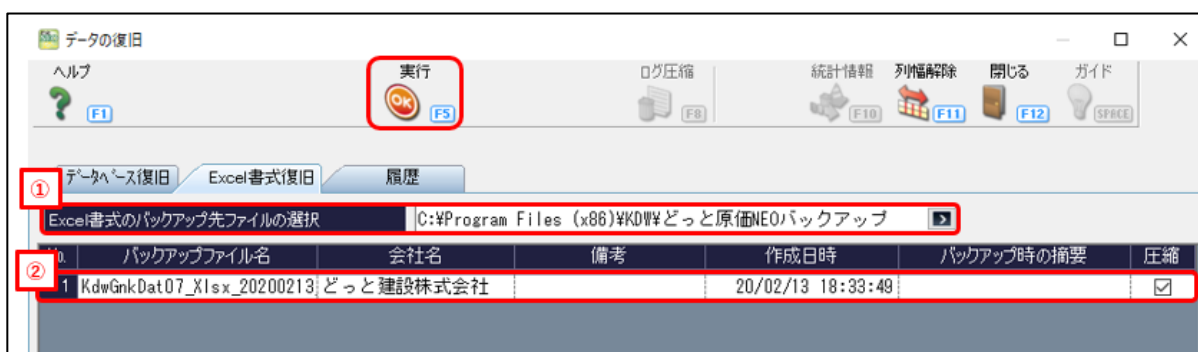 データの復旧
ヘルプ 実行 ログ圧縮 統計情報 列幅解除 閉じる ガイド
F1 OK F5 F8 F10 F11 F12 SPACE
データベース復旧 Excel書式復旧 履歴
①
Excel書式のバックアップ先ファイルの選択 C:¥Program Files (x86)¥KDW¥どっと原価NEOバックアップ
No. バックアップファイル名 会社名 備考 作成日時 バックアップ時の摘要 圧縮
②
1 KdwGnkDat07_Xlsx_20200213 どっと建設株式会社 20/02/13 18:33:49